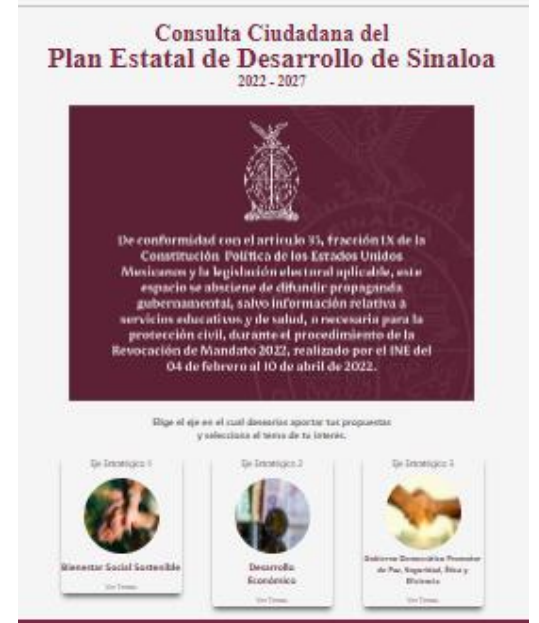 Consulta Ciudadana del
Plan Estatal de Desarrollo de Sinaloa
2022 - 2027
De conformidad con el artículo 35, fracción IX de la
Constitución Política de los Estados Unidos
Mexicanos y la legislación electoral aplicable, este
espacio se abstiene de difundir propaganda
gubernamental, salvo información relativa a
servicios educativos y de salud, o necesaria para la
protección civil, durante el procedimiento de la
Revocación de Mandato 2022, realizado por el INE del
04 de febrero al 10 de abril de 2022.
Elige el eje en el cual desearías aportar tus propuestas
y selecciona el tema de tu interés.
Eje Estratégico 1
Bienestar Social Sostenible
Ver Temas
Eje Estratégico 2
Desarrollo
Económico
Ver Temas
Eje Estratégico 3
Gobierno Democrático Promotor
de Paz, Seguridad, Ética y
Eficiencia
Ver Temas